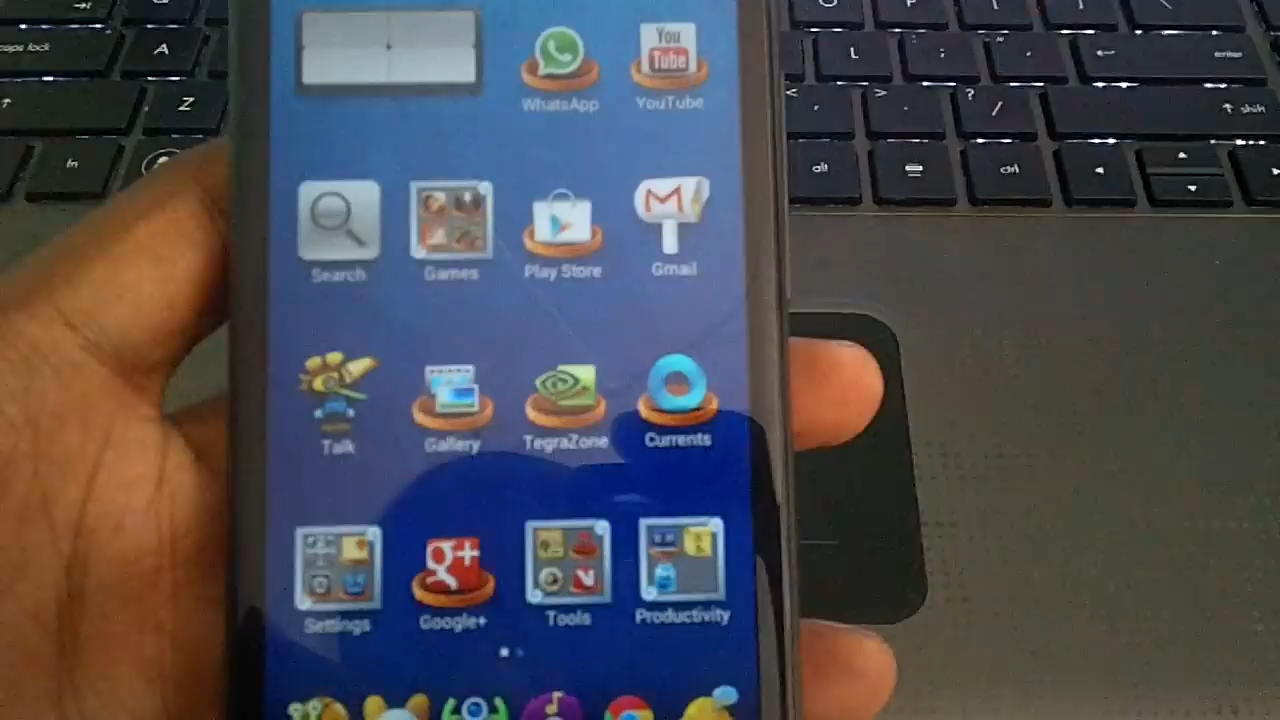 caps lock
A
Z
fn
P
L
enter
shift
alt
ctrl
WhatsApp
You
Tube
YouTube
Search
Games
Play Store
Gmail
Talk
Gallery
TegraZone
Currents
Settings
g+
Google+
Tools
Productivity